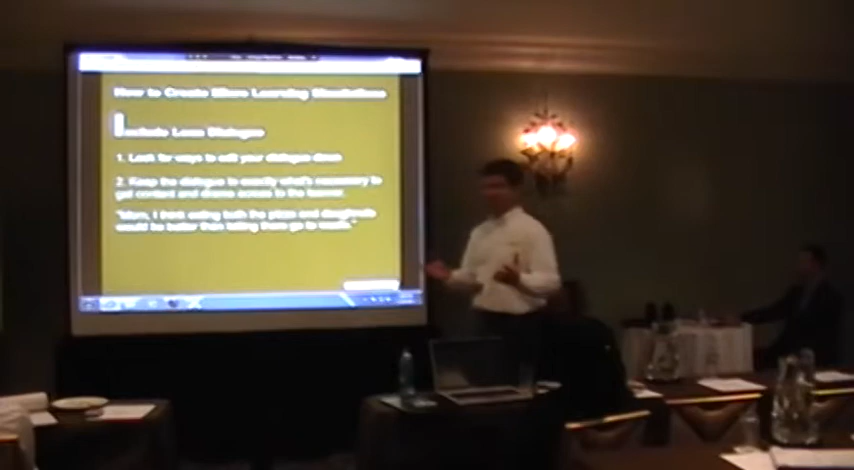 How to Create Micro Learning Simulations
Include Less Dialogue
1. Look for ways to edit your dialogue down
2. Keep the dialogue to exactly what's necessary to
get content and drama across to the learner.
"Mom, I think eating both the pizza and doughnuts
would be better than letting them go to waste."